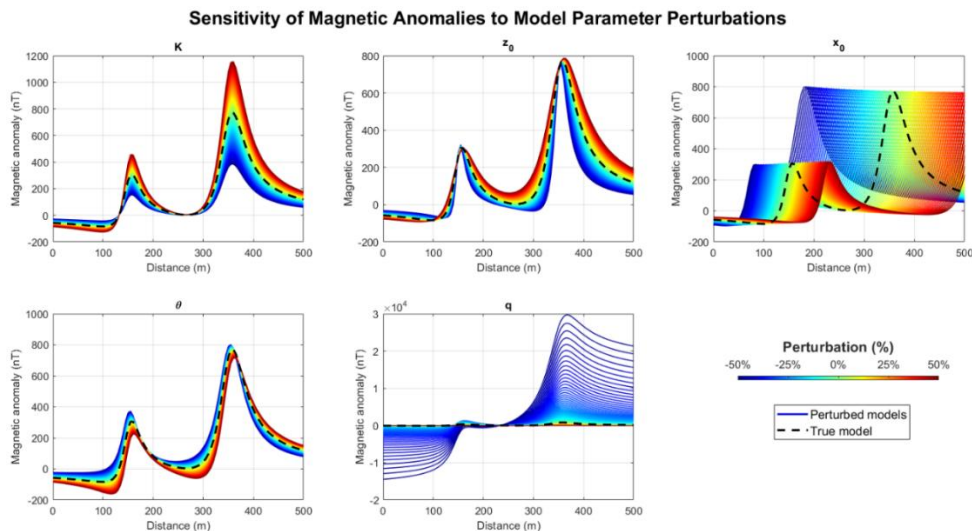 Sensitivity of Magnetic Anomalies to Model Parameter Perturbations
K
1200
1000
800
600
400
200
0
-200
Magnetic anomaly (nT)
0 100 200 300 400 500
Distance (m)
z0
800
600
400
200
0
-200
Magnetic anomaly (nT)
0 100 200 300 400 500
Distance (m)
x0
1000
800
600
400
200
0
-200
Magnetic anomaly (nT)
0 100 200 300 400 500
Distance (m)
θ
1000
800
600
400
200
0
-200
Magnetic anomaly (nT)
0 100 200 300 400 500
Distance (m)
q
×10^4
3
2
1
0
-1
-2
Magnetic anomaly (nT)
0 100 200 300 400 500
Distance (m)
Perturbation (%)
-50% -25% 0% 25% 50%
Perturbed models
True model